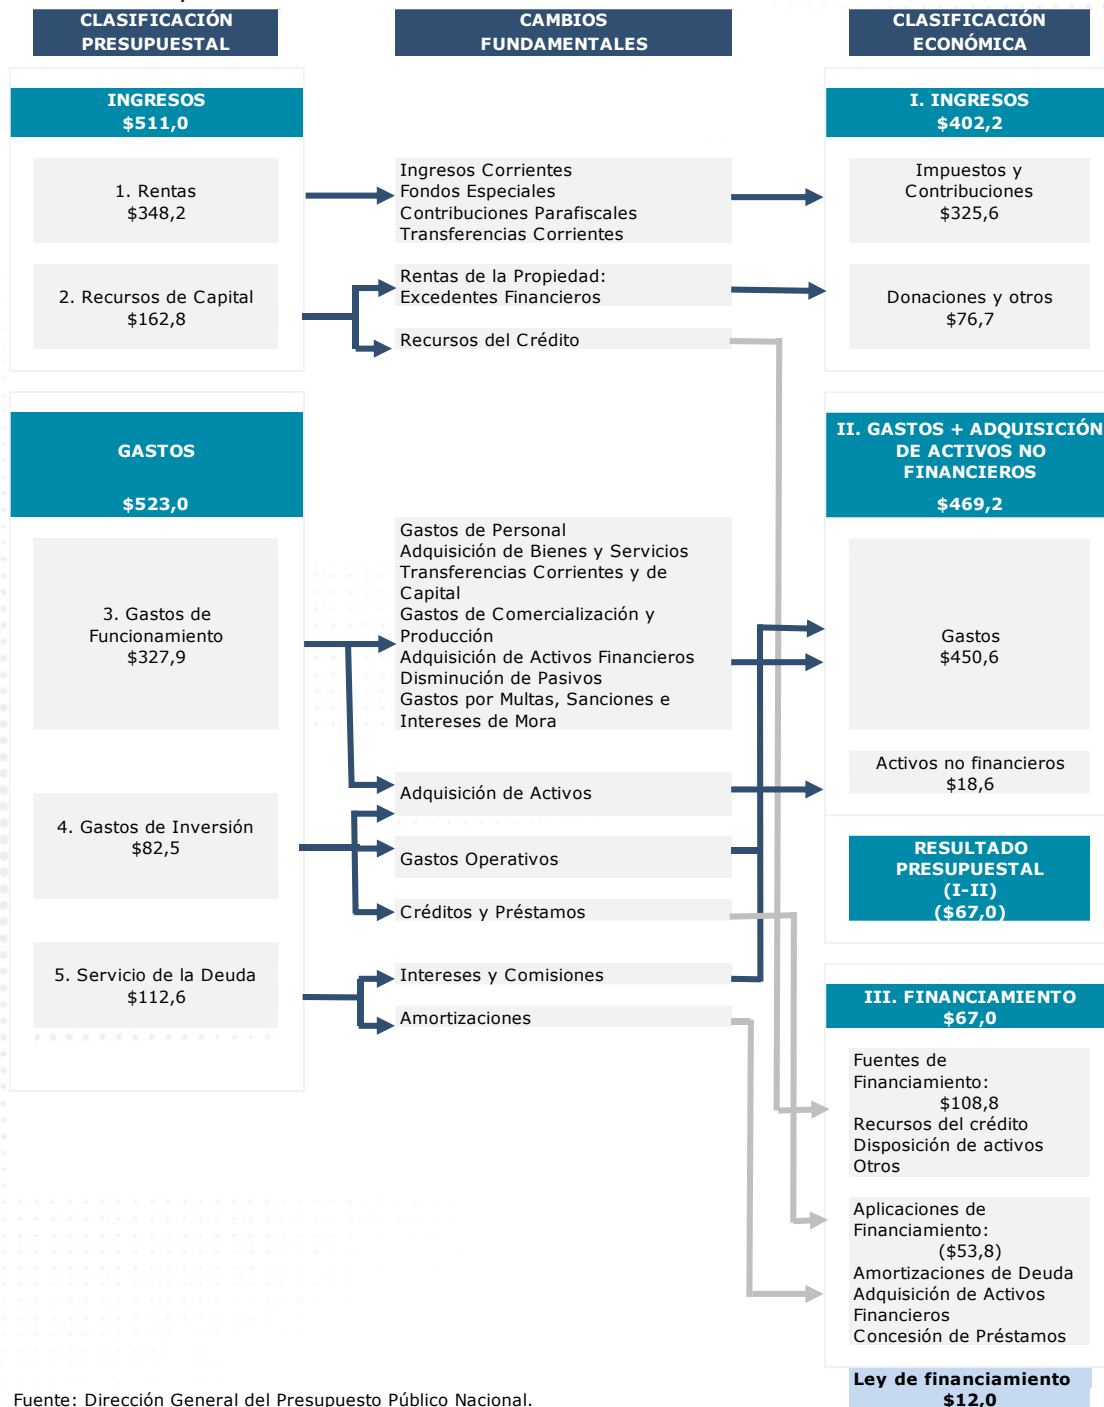 CLASIFICACIÓN
PRESUPUESTAL
CAMBIOS
FUNDAMENTALES
CLASIFICACIÓN
ECONÓMICA
INGRESOS
$511,0
1. Rentas
$348,2
2. Recursos de Capital
$162,8
Ingresos Corrientes
Fondos Especiales
Contribuciones Parafiscales
Transferencias Corrientes
Rentas de la Propiedad:
Excedentes Financieros
Recursos del Crédito
I. INGRESOS
$402,2
Impuestos y
Contribuciones
$325,6
Donaciones y otros
$76,7
GASTOS
$523,0
3. Gastos de
Funcionamiento
$327,9
4. Gastos de Inversión
$82,5
5. Servicio de la Deuda
$112,6
Gastos de Personal
Adquisición de Bienes y Servicios
Transferencias Corrientes y de
Capital
Gastos de Comercialización y
Producción
Adquisición de Activos Financieros
Disminución de Pasivos
Gastos por Multas, Sanciones e
Intereses de Mora
Adquisición de Activos
Gastos Operativos
Créditos y Préstamos
Intereses y Comisiones
Amortizaciones
II. GASTOS + ADQUISICIÓN
DE ACTIVOS NO
FINANCIEROS
$469,2
Gastos
$450,6
Activos no financieros
$18,6
RESULTADO
PRESUPUESTAL
(I-II)
($67,0)
III. FINANCIAMIENTO
$67,0
Fuentes de
Financiamiento:
$108,8
Recursos del crédito
Disposición de activos
Otros
Aplicaciones de
Financiamiento:
($53,8)
Amortizaciones de Deuda
Adquisición de Activos
Financieros
Concesión de Préstamos
Ley de financiamiento
$12,0
Fuente: Dirección General del Presupuesto Público Nacional.